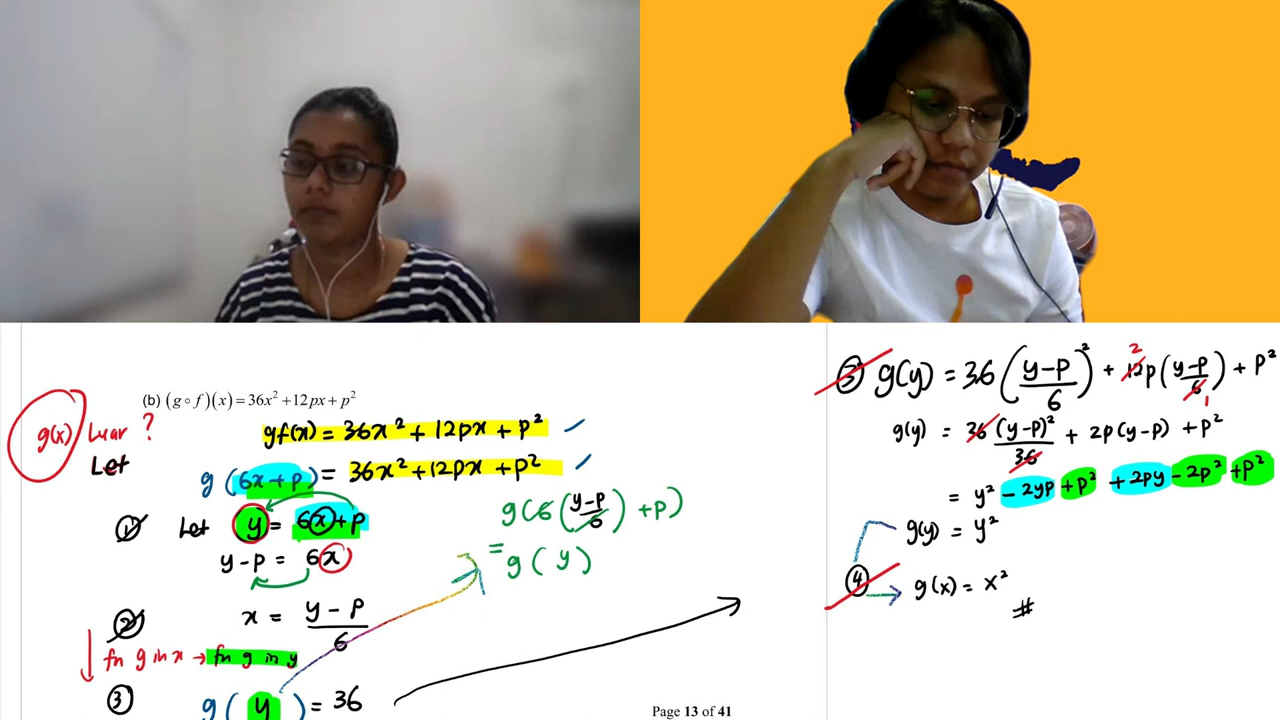 (b) (g ∘ f)(x) = 36x² + 12px + p²
g(x) luar ?
gf(x) = 36x² + 12px + p²
Let
g(6x+p) = 36x² + 12px + p²
① Let y = 6x + p
y - p = 6x
② x = (y - p)/6
fn g in x → fn g in y
③ g( y ) = 36
g(6((y-p)/6) + p)
= g( y )
Page 13 of 41
③ g(y) = 36((y-p)/6)² + 12p((y-p)/6) + p²
2
1
g(y) = 36 (y-p)²/36 + 2p(y-p) + p²
= y² - 2yp + p² + 2py - 2p² + p²
g(y) = y²
④ → g(x) = x²
#